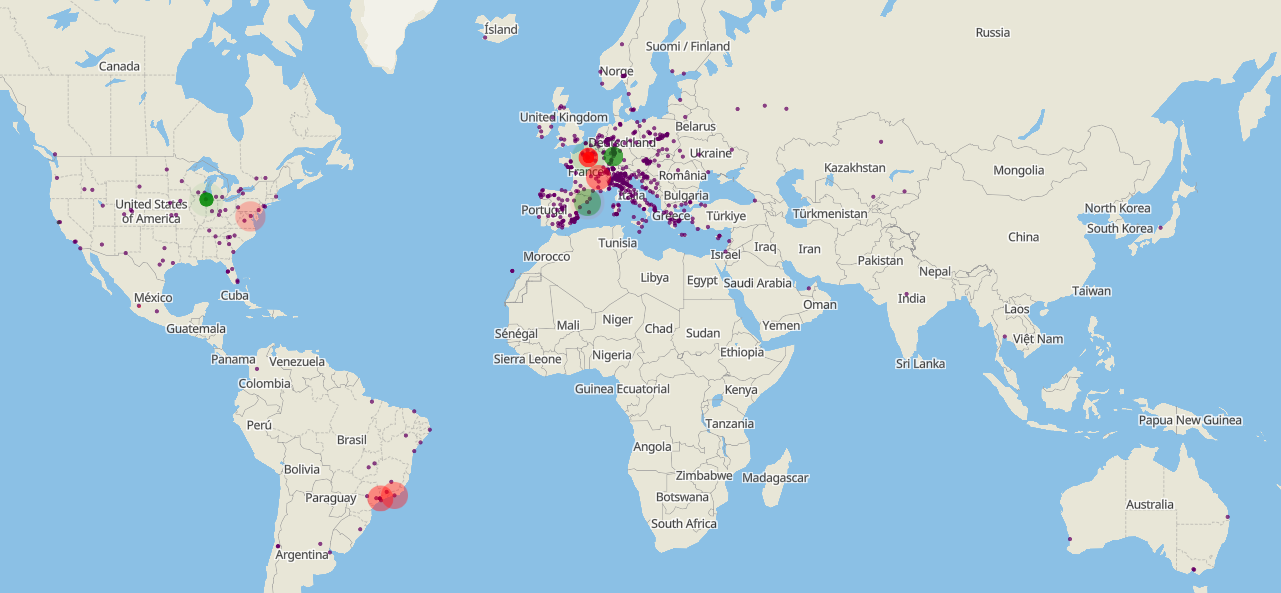 Ísland
Russia
Suomi / Finland
Canada
Norge
United Kingdom
Belarus
Deutschland
Ukraine
France
Kazakhstan
Mongolia
România
United States
of America
Italia
Bulgaria
Portugal
Greece
Türkiye
Türkmenistan
North Korea
South Korea
China
Tunisia
Morocco
Israel
Iraq
Iran
Pakistan
Nepal
Libya
Egypt
Saudi Arabia
México
Cuba
Oman
India
Taiwan
Laos
Guatemala
Sénégal
Mali
Niger
Chad
Sudan
Yemen
Việt Nam
Panama
Venezuela
Sierra Leone
Nigeria
Ethiopia
Sri Lanka
Colombia
Guinea Ecuatorial
Kenya
Perú
Brasil
Tanzania
Papua New Guinea
Angola
Bolivia
Zimbabwe
Madagascar
Paraguay
Botswana
Australia
South Africa
Argentina